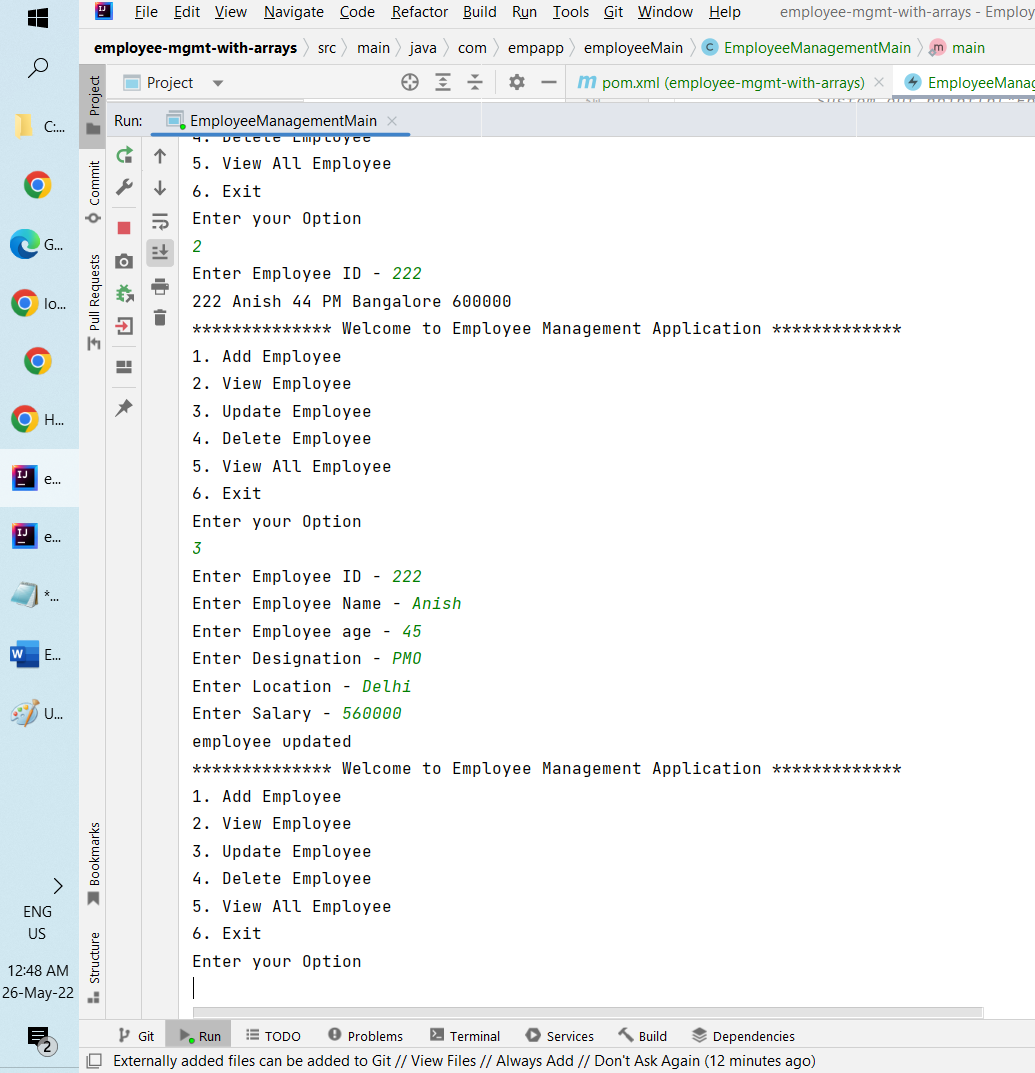 File Edit View Navigate Code Refactor Build Run Tools Git Window Help employee-mgmt-with-arrays - Employ
employee-mgmt-with-arrays src main java com empapp employeeMain C EmployeeManagementMain m main
Project
Project
m pom.xml (employee-mgmt-with-arrays)
EmployeeManag
Run: EmployeeManagementMain
C:...
G...
lo...
H...
IJ e...
IJ e...
*...
W E...
U...
ENG
US
12:48 AM
26-May-22
2
Commit
Pull Requests
Bookmarks
Structure
4. Delete Employee
5. View All Employee
6. Exit
Enter your Option
2
Enter Employee ID - 222
222 Anish 44 PM Bangalore 600000
************** Welcome to Employee Management Application *************
1. Add Employee
2. View Employee
3. Update Employee
4. Delete Employee
5. View All Employee
6. Exit
Enter your Option
3
Enter Employee ID - 222
Enter Employee Name - Anish
Enter Employee age - 45
Enter Designation - PMO
Enter Location - Delhi
Enter Salary - 560000
employee updated
************** Welcome to Employee Management Application *************
1. Add Employee
2. View Employee
3. Update Employee
4. Delete Employee
5. View All Employee
6. Exit
Enter your Option
Git Run TODO Problems Terminal Services Build Dependencies
Externally added files can be added to Git // View Files // Always Add // Don't Ask Again (12 minutes ago)